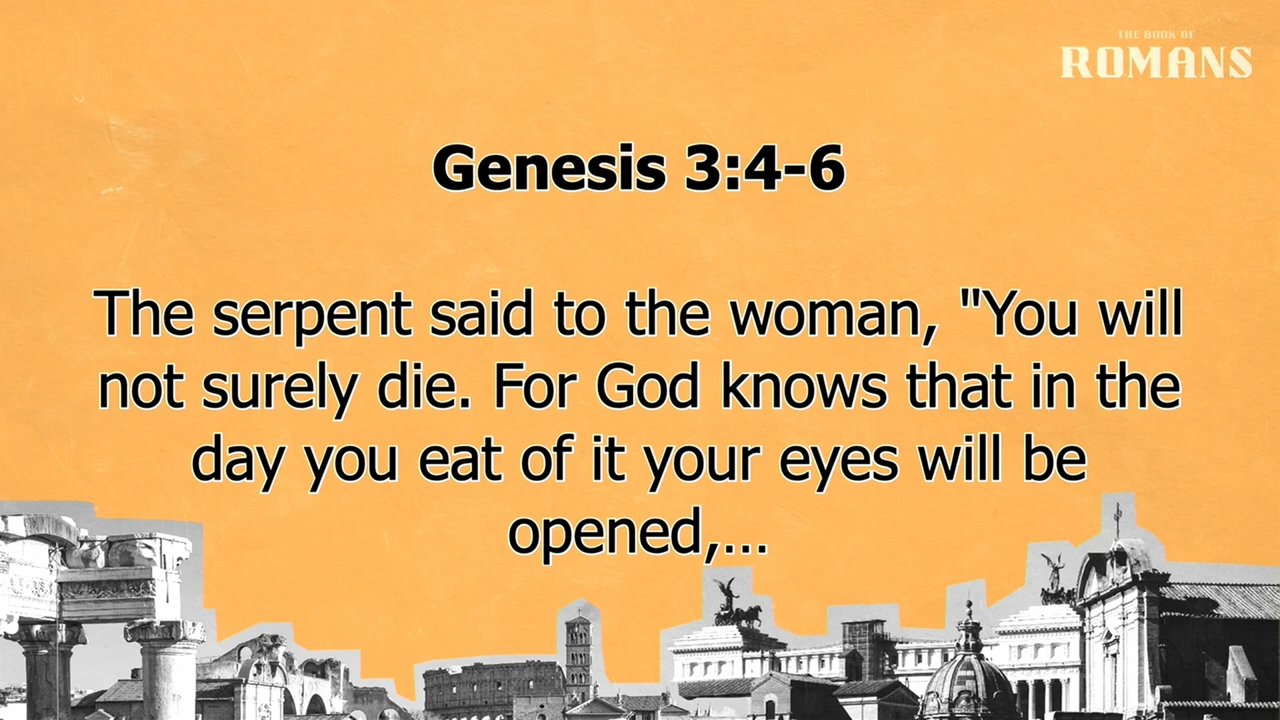 THE BOOK OF
ROMANS
Genesis 3:4-6
The serpent said to the woman, "You will
not surely die. For God knows that in the
day you eat of it your eyes will be
opened,...